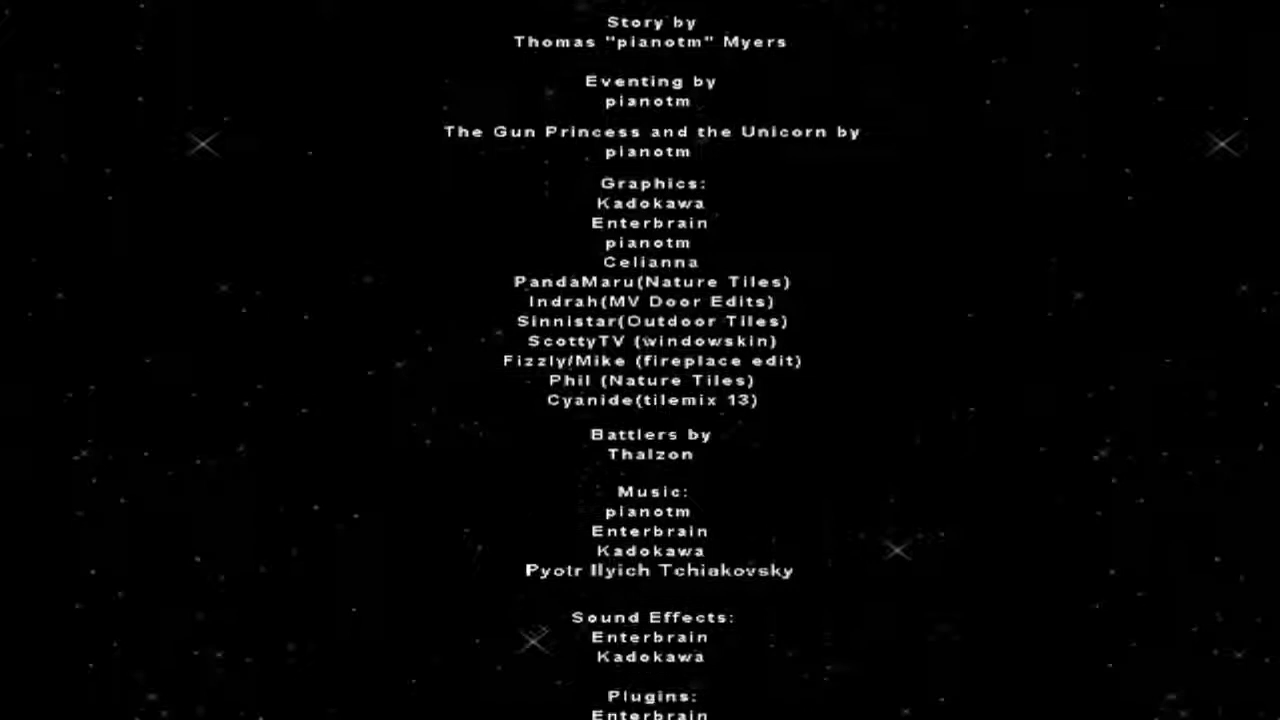 Story by
Thomas "pianotm" Myers
Eventing by
pianotm
The Gun Princess and the Unicorn by
pianotm
Graphics:
Kadokawa
Enterbrain
pianotm
Celianna
PandaMaru(Nature Tiles)
Indrah(MV Door Edits)
Sinnistar(Outdoor Tiles)
ScottyTV (windowskin)
Fizzly/Mike (fireplace edit)
Phil (Nature Tiles)
Cyanide(tilemix 13)
Battlers by
Thalzon
Music:
pianotm
Enterbrain
Kadokawa
Pyotr Ilyich Tchiakovsky
Sound Effects:
Enterbrain
Kadokawa
Plugins:
Enterbrain